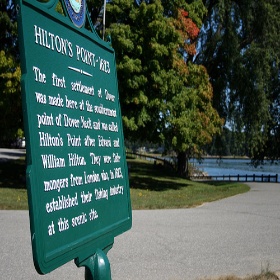 HILTON'S POINT-1623
The first settlement of Dover
was made here at the southernmost
point of Dover Neck and was called
Hilton's Point after Edward and
William Hilton. They were fish-
mongers from London who, in 1623,
established their fishing industry
at this scenic site.